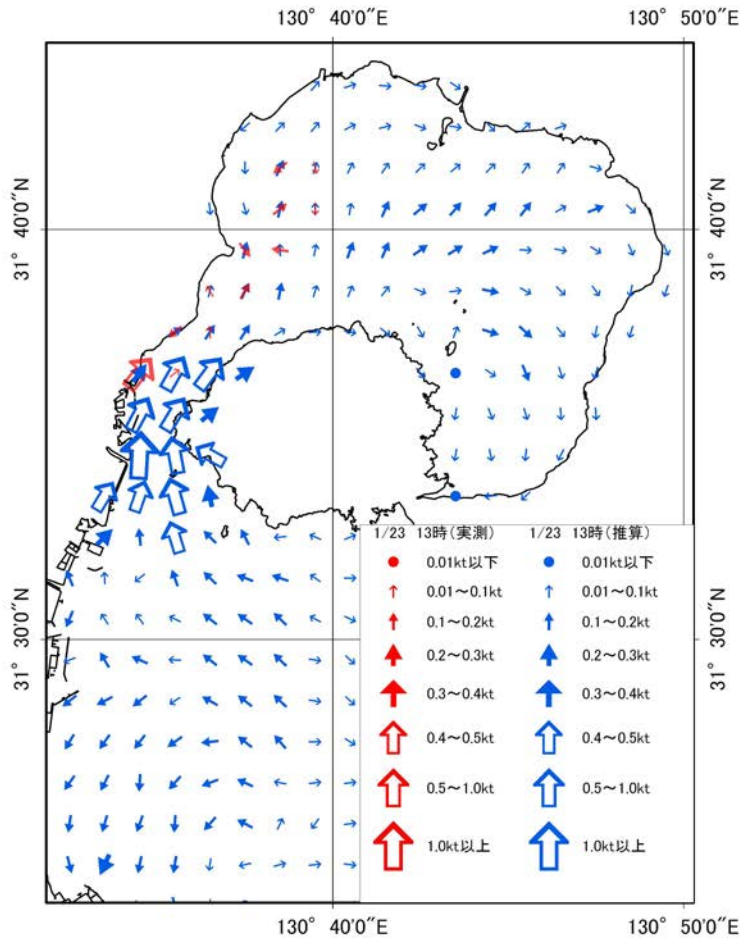 130° 40'0"E
130° 50'0"E
31° 40'0"N
31° 40'0"N
31° 30'0"N
31° 30'0"N
1/23 13時(実測) 1/23 13時(推算)
0.01kt以下 0.01kt以下
0.01～0.1kt 0.01～0.1kt
0.1～0.2kt 0.1～0.2kt
0.2～0.3kt 0.2～0.3kt
0.3～0.4kt 0.3～0.4kt
0.4～0.5kt 0.4～0.5kt
0.5～1.0kt 0.5～1.0kt
1.0kt以上 1.0kt以上
130° 40'0"E
130° 50'0"E